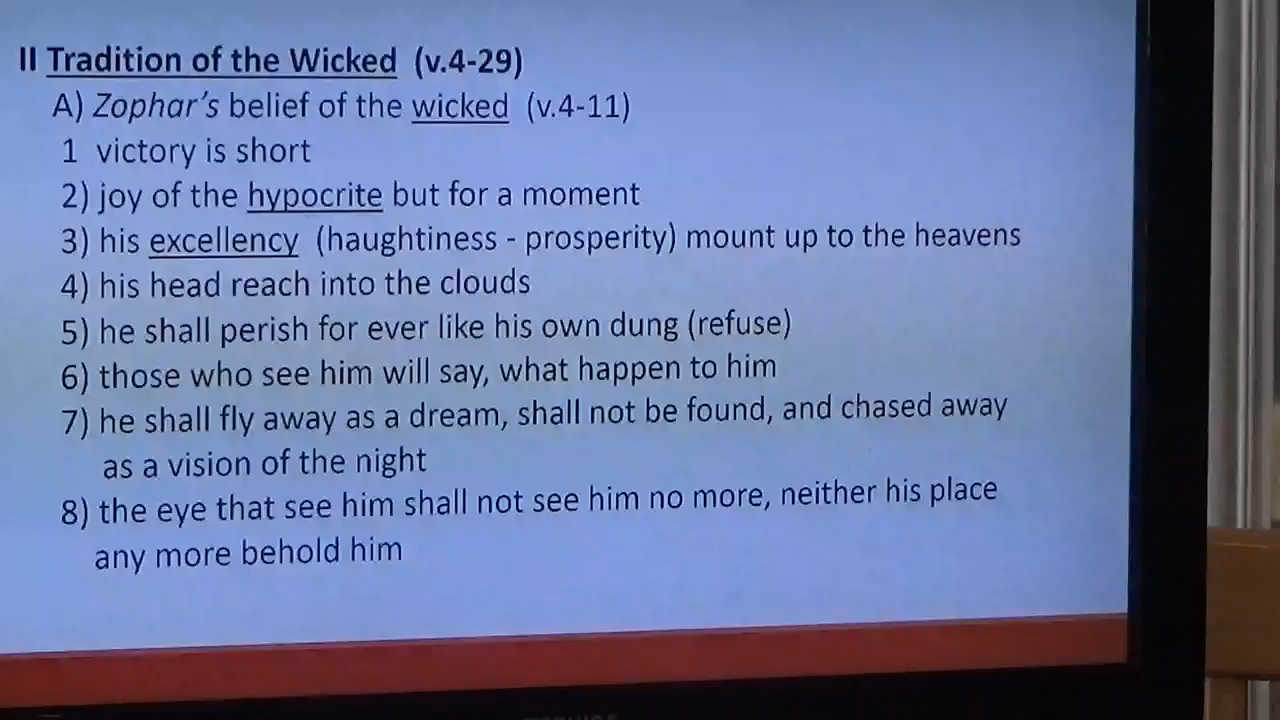 II Tradition of the Wicked (v.4-29)
A) Zophar's belief of the wicked (v.4-11)
1 victory is short
2) joy of the hypocrite but for a moment
3) his excellency (haughtiness - prosperity) mount up to the heavens
4) his head reach into the clouds
5) he shall perish for ever like his own dung (refuse)
6) those who see him will say, what happen to him
7) he shall fly away as a dream, shall not be found, and chased away
as a vision of the night
8) the eye that see him shall not see him no more, neither his place
any more behold him